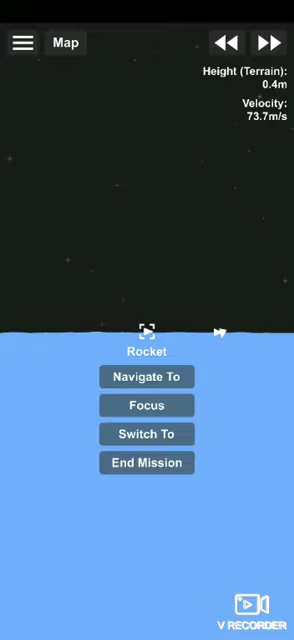 Map
Height (Terrain):
0.4m
Velocity:
73.7m/s
Rocket
Navigate To
Focus
Switch To
End Mission
V RECORDER